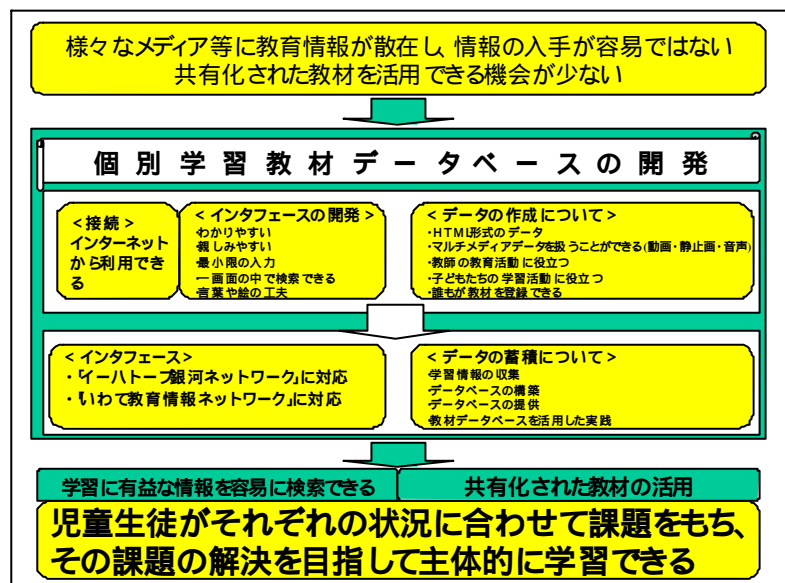 様々なメディア等に教育情報が散在し、情報の入手が容易ではない
共有化された教材を活用できる機会が少ない
個別学習教材データベースの開発
<接続>
インターネット
から利用でき
る
<インタフェースの開発>
・わかりやすい
・親しみやすい
・最小限の入力
・一画面の中で検索できる
・言葉や絵の工夫
<データの作成について>
・HTML形式のデータ
・マルチメディアデータを扱うことができる(動画・静止画・音声)
・教師の教育活動に役立つ
・子どもたちの学習活動に役立つ
・誰もが教材を登録できる
<インタフェース>
・「イーハトーブ銀河ネットワーク」に対応
・「いわて教育情報ネットワーク」に対応
<データの蓄積について>
・学習情報の収集
・データベースの構築
・データベースの提供
・教材データベースを活用した実践
学習に有益な情報を容易に検索できる
共有化された教材の活用
児童生徒がそれぞれの状況に合わせて課題をもち、
その課題の解決を目指して主体的に学習できる